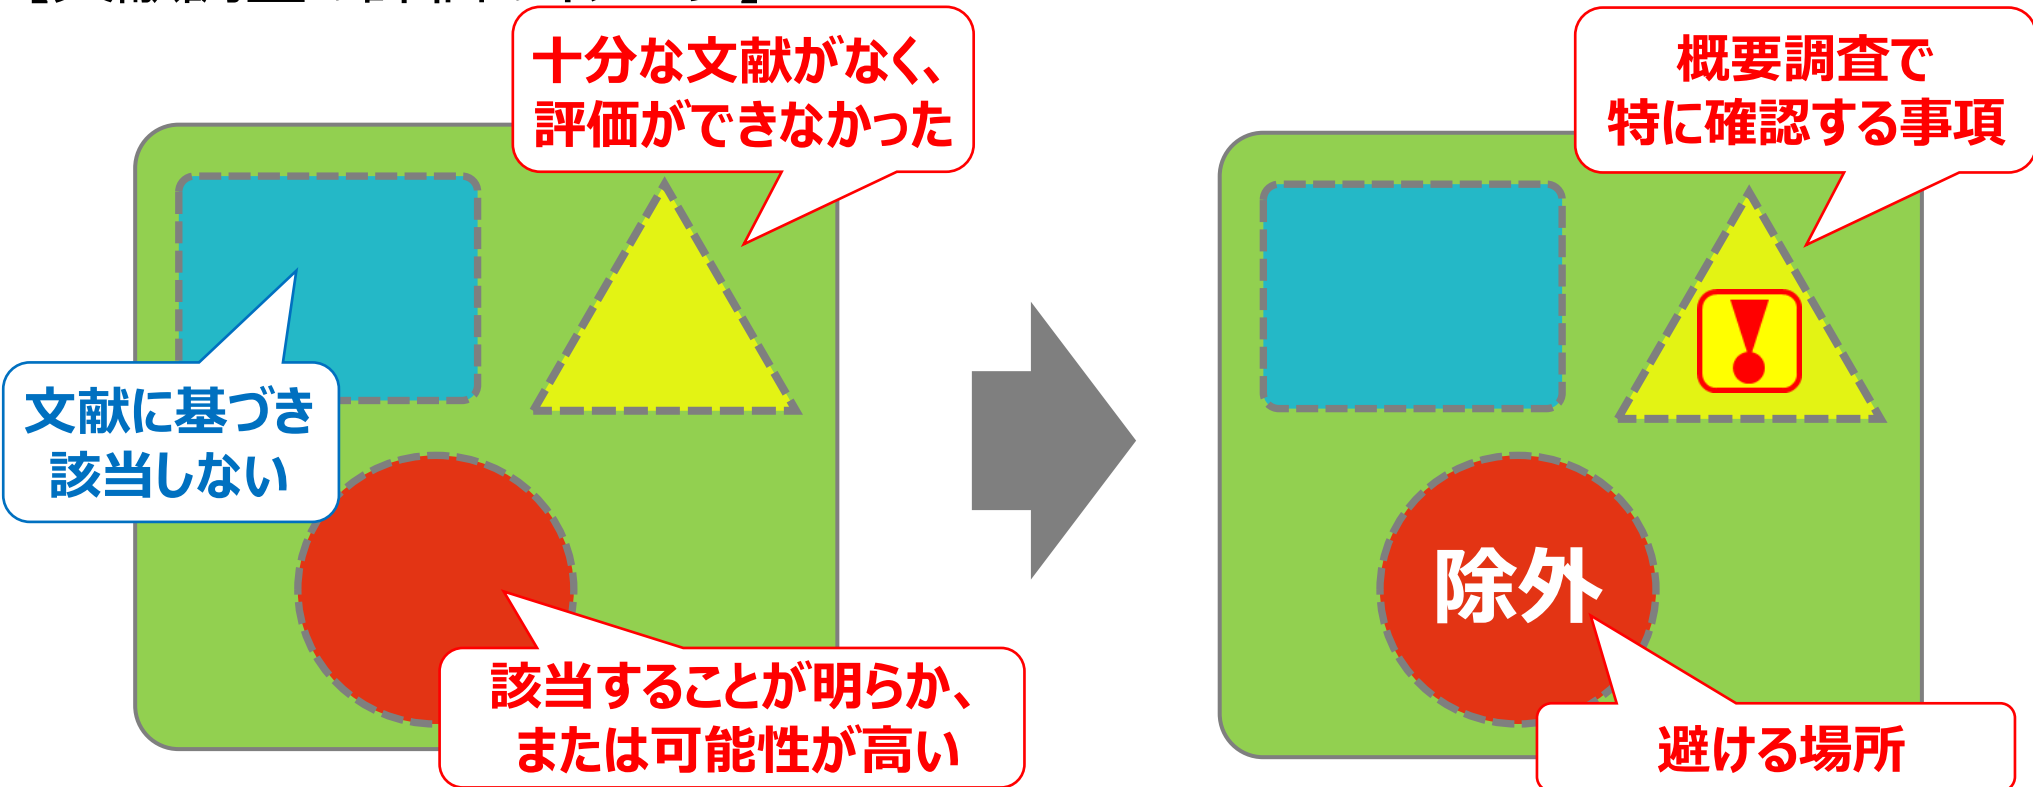 十分な文献がなく、
評価ができなかった
文献に基づき
該当しない
該当することが明らか、
または可能性が高い
概要調査で
特に確認する事項
除外
避ける場所